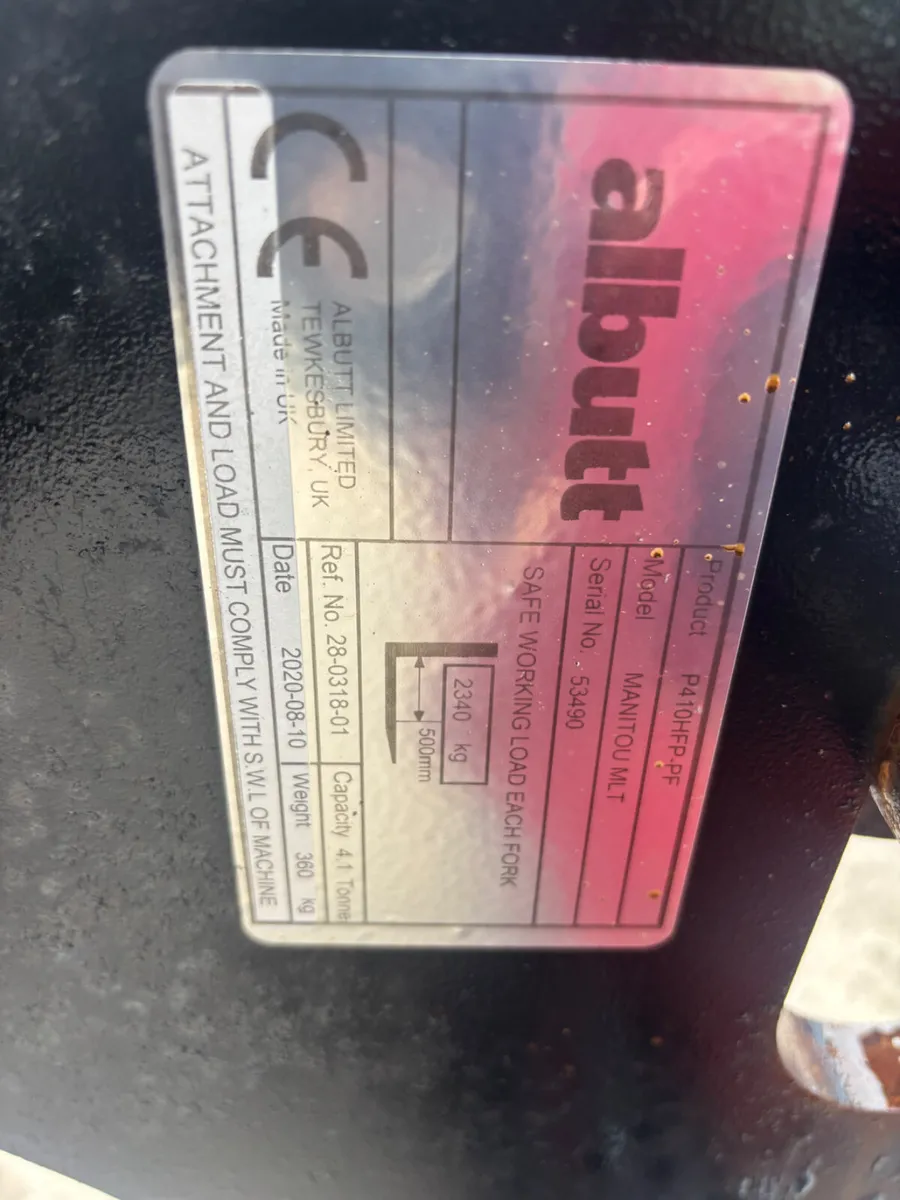 albutt
Product P410HFP-PF
Model MANITOU MLT
Serial No. 53490
SAFE WORKING LOAD EACH FORK
2340 kg
500mm
CE
ALBUTT LIMITED
TEWKESBURY, UK
Made in UK
Ref. No. 28-0318-01 Capacity 4.1 Tonne
Date 2020-08-10 Weight 360 kg
ATTACHMENT AND LOAD MUST COMPLY WITH S.W.L OF MACHINE